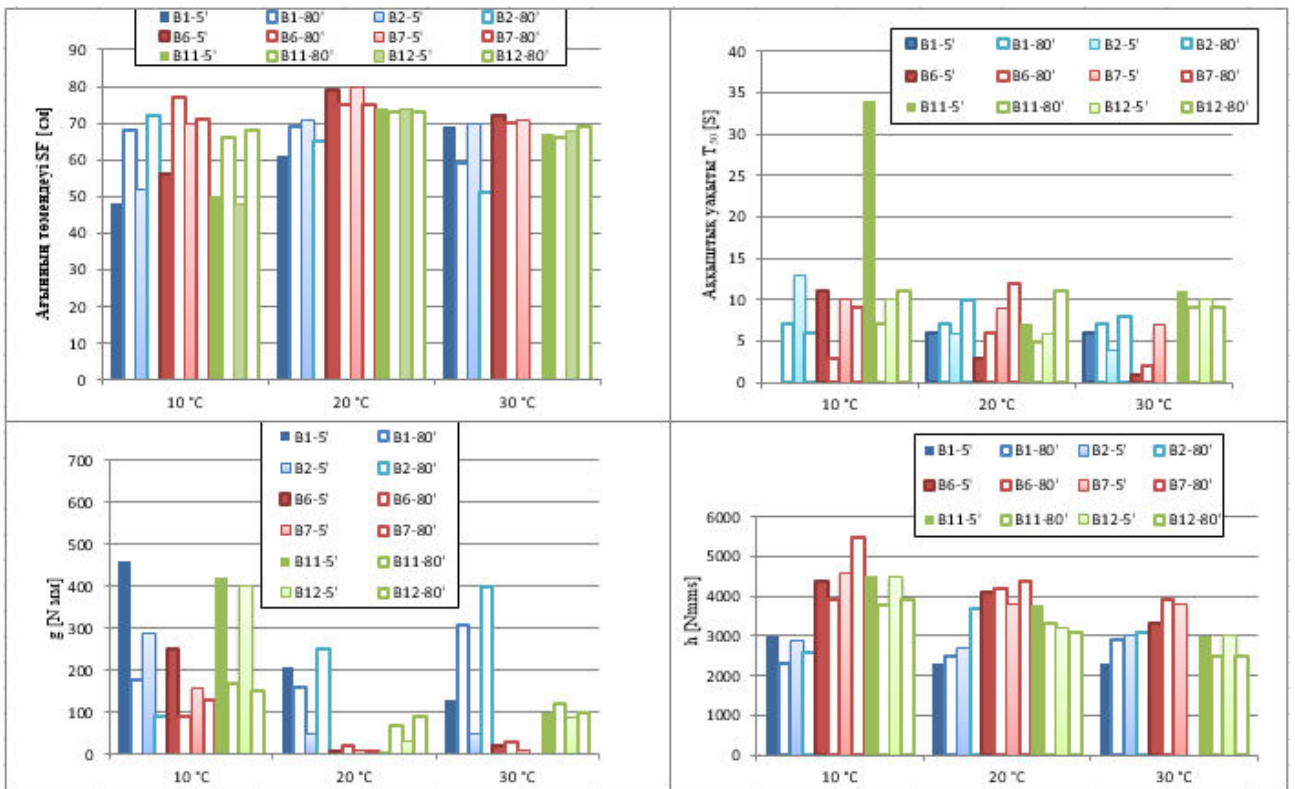 B1-5' B1-80' B2-5' B2-80'
B6-5' B6-80' B7-5' B7-80'
B11-5' B11-80' B12-5' B12-80'
Ағынның төмендеуі SF [см]
90
80
70
60
50
40
30
20
10
0
10 °C 20 °C 30 °C
B1-5' B1-80' B2-5' B2-80'
B6-5' B6-80' B7-5' B7-80'
B11-5' B11-80' B12-5' B12-80'
Аққыштық уақыты T50 [S]
40
35
30
25
20
15
10
5
0
10 °C 20 °C 30 °C
B1-5' B1-80'
B2-5' B2-80'
B6-5' B6-80'
B7-5' B7-80'
B11-5' B11-80'
B12-5' B12-80'
g [N мм]
700
600
500
400
300
200
100
0
10 °C 20 °C 30 °C
B1-5' B1-80' B2-5' B2-80'
B6-5' B6-80' B7-5' B7-80'
B11-5' B11-80' B12-5' B12-80'
h [Nmms]
6000
5000
4000
3000
2000
1000
0
10 °C 20 °C 30 °C